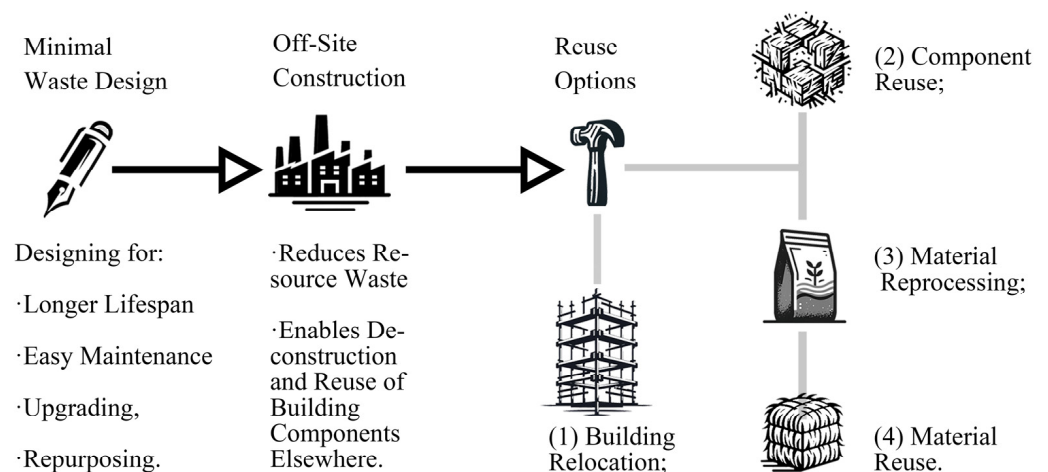 Minimal
Waste Design
Off-Site
Construction
Reuse
Options
(2) Component
Reuse;
Designing for:
·Longer Lifespan
·Easy Maintenance
·Upgrading,
·Repurposing.
·Reduces Re-
source Waste
·Enables De-
construction
and Reuse of
Building
Components
Elsewhere.
(1) Building
Relocation;
(3) Material
Reprocessing;
(4) Material
Reuse.